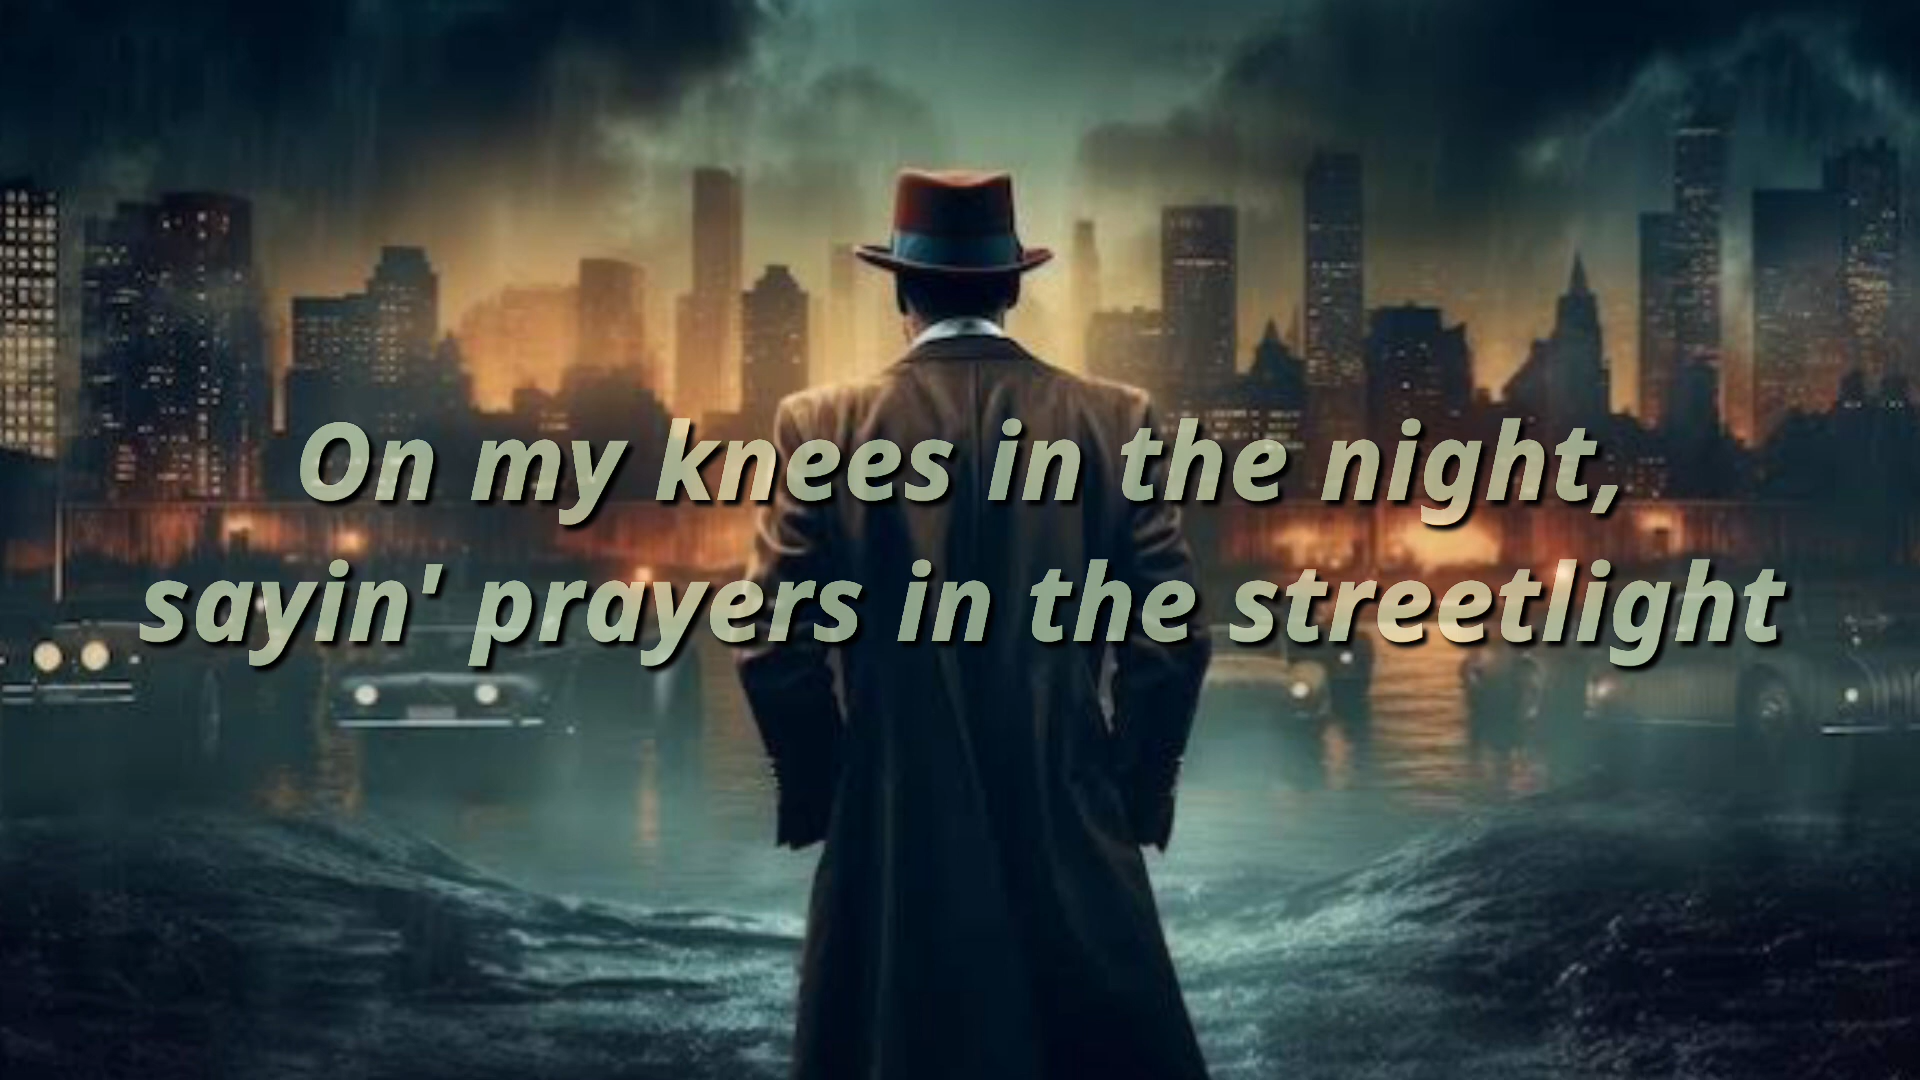 On my knees in the night,
sayin' prayers in the streetlight